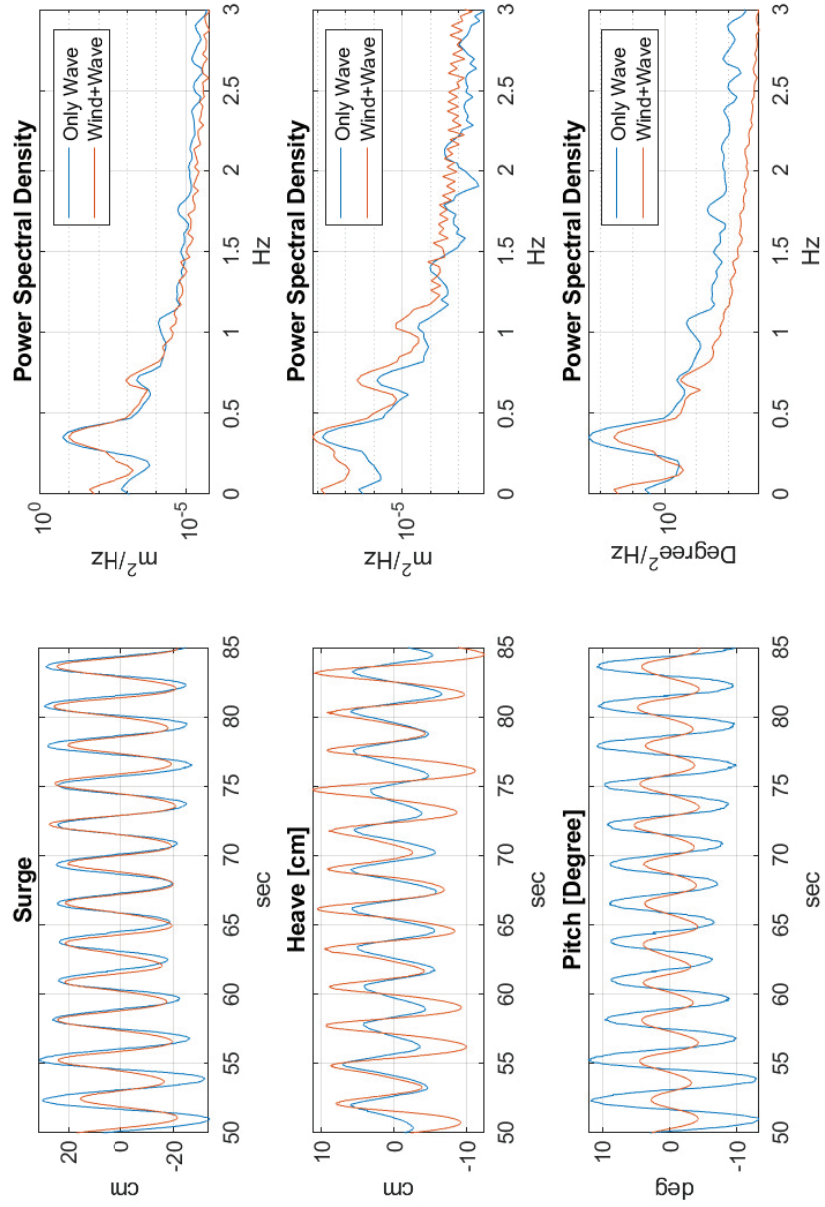 Surge
cm
20
0
-20
50 55 60 65 70 75 80 85
sec
Power Spectral Density
m²/Hz
10⁰
10⁻⁵
0 0.5 1 1.5 2 2.5 3
Hz
Only Wave
Wind+Wave
Heave [cm]
cm
10
0
-10
50 55 60 65 70 75 80 85
sec
Power Spectral Density
m²/Hz
10⁻⁵
0 0.5 1 1.5 2 2.5 3
Hz
Only Wave
Wind+Wave
Pitch [Degree]
deg
10
0
-10
50 55 60 65 70 75 80 85
sec
Power Spectral Density
Degree²/Hz
10⁰
0 0.5 1 1.5 2 2.5 3
Hz
Only Wave
Wind+Wave